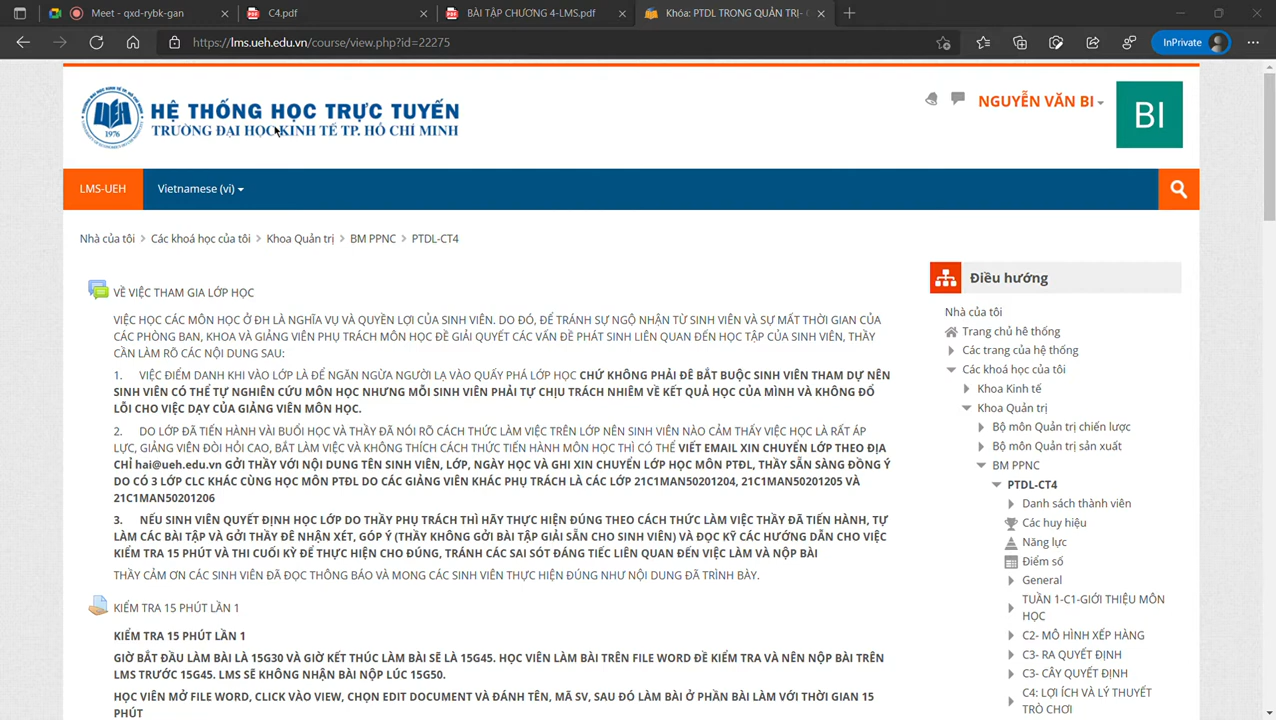 Meet - qxd-rybk-gan
C4.pdf
BÀI TẬP CHƯƠNG 4-LMS.pdf
Khóa: PTDL TRONG QUẢN TRỊ-
https://lms.ueh.edu.vn/course/view.php?id=22275
InPrivate
1976
HỆ THỐNG HỌC TRỰC TUYẾN
TRƯỜNG ĐẠI HỌC KINH TẾ TP. HỒ CHÍ MINH
NGUYỄN VĂN BI
BI
LMS-UEH
Vietnamese (vi)
Nhà của tôi
Các khoá học của tôi
Khoa Quản trị
BM PPNC
PTDL-CT4
VỀ VIỆC THAM GIA LỚP HỌC
VIỆC HỌC CÁC MÔN HỌC Ở ĐH LÀ NGHĨA VỤ VÀ QUYỀN LỢI CỦA SINH VIÊN. DO ĐÓ, ĐỂ TRÁNH SỰ NGỘ NHẬN TỪ SINH VIÊN VÀ SỰ MẤT THỜI GIAN CỦA
CÁC PHÒNG BAN, KHOA VÀ GIẢNG VIÊN PHỤ TRÁCH MÔN HỌC ĐỀ GIẢI QUYẾT CÁC VẤN ĐỀ PHÁT SINH LIÊN QUAN ĐẾN HỌC TẬP CỦA SINH VIÊN, THẦY
CẦN LÀM RÕ CÁC NỘI DUNG SAU:
1. VIỆC ĐIỂM DANH KHI VÀO LỚP LÀ ĐỂ NGĂN NGỪA NGƯỜI LẠ VÀO QUẤY PHÁ LỚP HỌC CHỨ KHÔNG PHẢI ĐỂ BẮT BUỘC SINH VIÊN THAM DỰ NÊN
SINH VIÊN CÓ THỂ TỰ NGHIÊN CỨU MÔN HỌC NHƯNG MỖI SINH VIÊN PHẢI TỰ CHỊU TRÁCH NHIỆM VỀ KẾT QUẢ HỌC CỦA MÌNH VÀ KHÔNG ĐỔ
LỖI CHO VIỆC DẠY CỦA GIẢNG VIÊN MÔN HỌC.
2. DO LỚP ĐÃ TIẾN HÀNH VÀI BUỔI HỌC VÀ THẦY ĐÃ NÓI RÕ CÁCH THỨC LÀM VIỆC TRÊN LỚP NÊN SINH VIÊN NÀO CẢM THẤY VIỆC HỌC LÀ RẤT ÁP
LỰC, GIẢNG VIÊN ĐÒI HỎI CAO, BẮT LÀM VIỆC VÀ KHÔNG THÍCH CÁCH THỨC TIẾN HÀNH MÔN HỌC THÌ CÓ THỂ VIẾT EMAIL XIN CHUYỂN LỚP THEO ĐỊA
CHỈ hai@ueh.edu.vn GỞI THẦY VỚI NỘI DUNG TÊN SINH VIÊN, LỚP, NGÀY HỌC VÀ GHI XIN CHUYỂN LỚP HỌC MÔN PTĐL, THẦY SẴN SÀNG ĐỒNG Ý
DO CÓ 3 LỚP CLC KHÁC CÙNG HỌC MÔN PTDL DO CÁC GIẢNG VIÊN KHÁC PHỤ TRÁCH LÀ CÁC LỚP 21C1MAN50201204, 21C1MAN50201205 VÀ
21C1MAN50201206
3. NẾU SINH VIÊN QUYẾT ĐỊNH HỌC LỚP DO THẦY PHỤ TRÁCH THÌ HÃY THỰC HIỆN ĐÚNG THEO CÁCH THỨC LÀM VIỆC THẦY ĐÃ TIẾN HÀNH, TỰ
LÀM CÁC BÀI TẬP VÀ GỞI THẦY ĐỂ NHẬN XÉT, GÓP Ý (THẦY KHÔNG GỞI BÀI TẬP GIẢI SẴN CHO SINH VIÊN) VÀ ĐỌC KỸ CÁC HƯỚNG DẪN CHO VIỆC
KIỂM TRA 15 PHÚT VÀ THI CUỐI KỲ ĐỂ THỰC HIỆN CHO ĐÚNG, TRÁNH CÁC SAI SÓT ĐÁNG TIẾC LIÊN QUAN ĐẾN VIỆC LÀM VÀ NỘP BÀI
THẦY CẢM ƠN CÁC SINH VIÊN ĐÃ ĐỌC THÔNG BÁO VÀ MONG CÁC SINH VIÊN THỰC HIỆN ĐÚNG NHƯ NỘI DUNG ĐÃ TRÌNH BÀY.
KIỂM TRA 15 PHÚT LẦN 1
KIỂM TRA 15 PHÚT LẦN 1
GIỜ BẮT ĐẦU LÀM BÀI LÀ 15G30 VÀ GIỜ KẾT THÚC LÀM BÀI SẼ LÀ 15G45. HỌC VIÊN LÀM BÀI TRÊN FILE WORD ĐỀ KIỂM TRA VÀ NÊN NỘP BÀI TRÊN
LMS TRƯỚC 15G45. LMS SẼ KHÔNG NHẬN BÀI NỘP LÚC 15G50.
HỌC VIÊN MỞ FILE WORD, CLICK VÀO VIEW, CHỌN EDIT DOCUMENT VÀ ĐÁNH TÊN, MÃ SV, SAU ĐÓ LÀM BÀI Ở PHẦN BÀI LÀM VỚI THỜI GIAN 15
PHÚT
Điều hướng
Nhà của tôi
Trang chủ hệ thống
Các trang của hệ thống
Các khoá học của tôi
Khoa Kinh tế
Khoa Quản trị
Bộ môn Quản trị chiến lược
Bộ môn Quản trị sản xuất
BM PPNC
PTDL-CT4
Danh sách thành viên
Các huy hiệu
Năng lực
Điểm số
General
TUẦN 1-C1-GIỚI THIỆU MÔN
HỌC
C2- MÔ HÌNH XẾP HÀNG
C3- RA QUYẾT ĐỊNH
C3- CÂY QUYẾT ĐỊNH
C4: LỢI ÍCH VÀ LÝ THUYẾT
TRÒ CHƠI